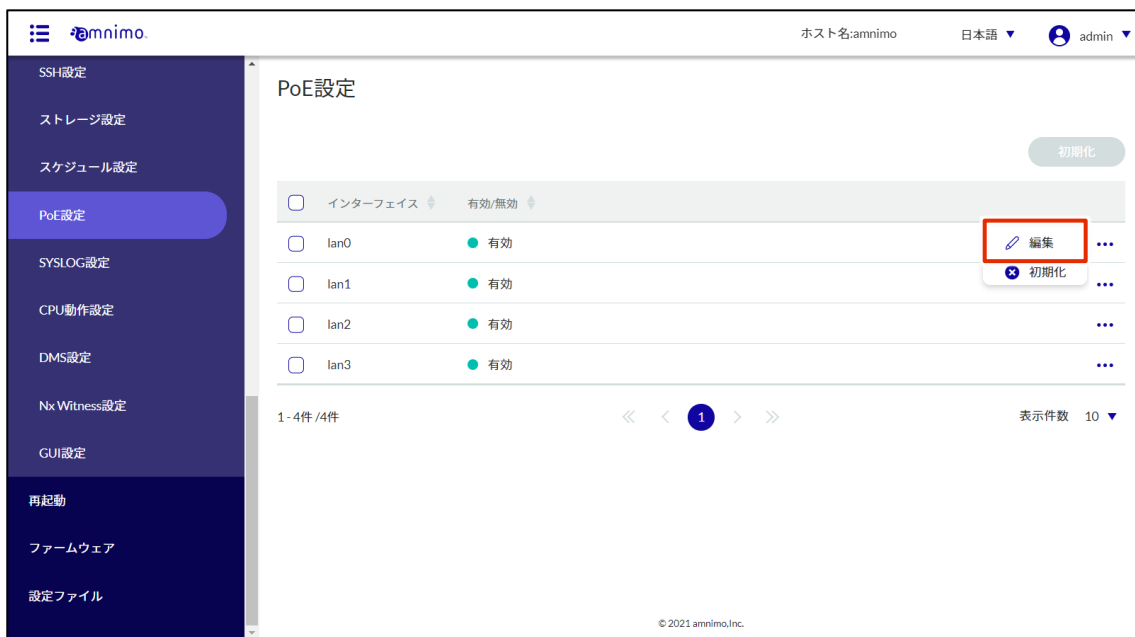 amnimo.
ホスト名:amnimo
日本語 ▼
admin ▼
SSH設定
ストレージ設定
スケジュール設定
PoE設定
SYSLOG設定
CPU動作設定
DMS設定
Nx Witness設定
GUI設定
再起動
ファームウェア
設定ファイル
PoE設定
初期化
インターフェイス 有効/無効
lan0 有効 編集
初期化
lan1 有効
lan2 有効
lan3 有効
1 - 4件 /4件
1
表示件数 10 ▼
© 2021 amnimo,Inc.